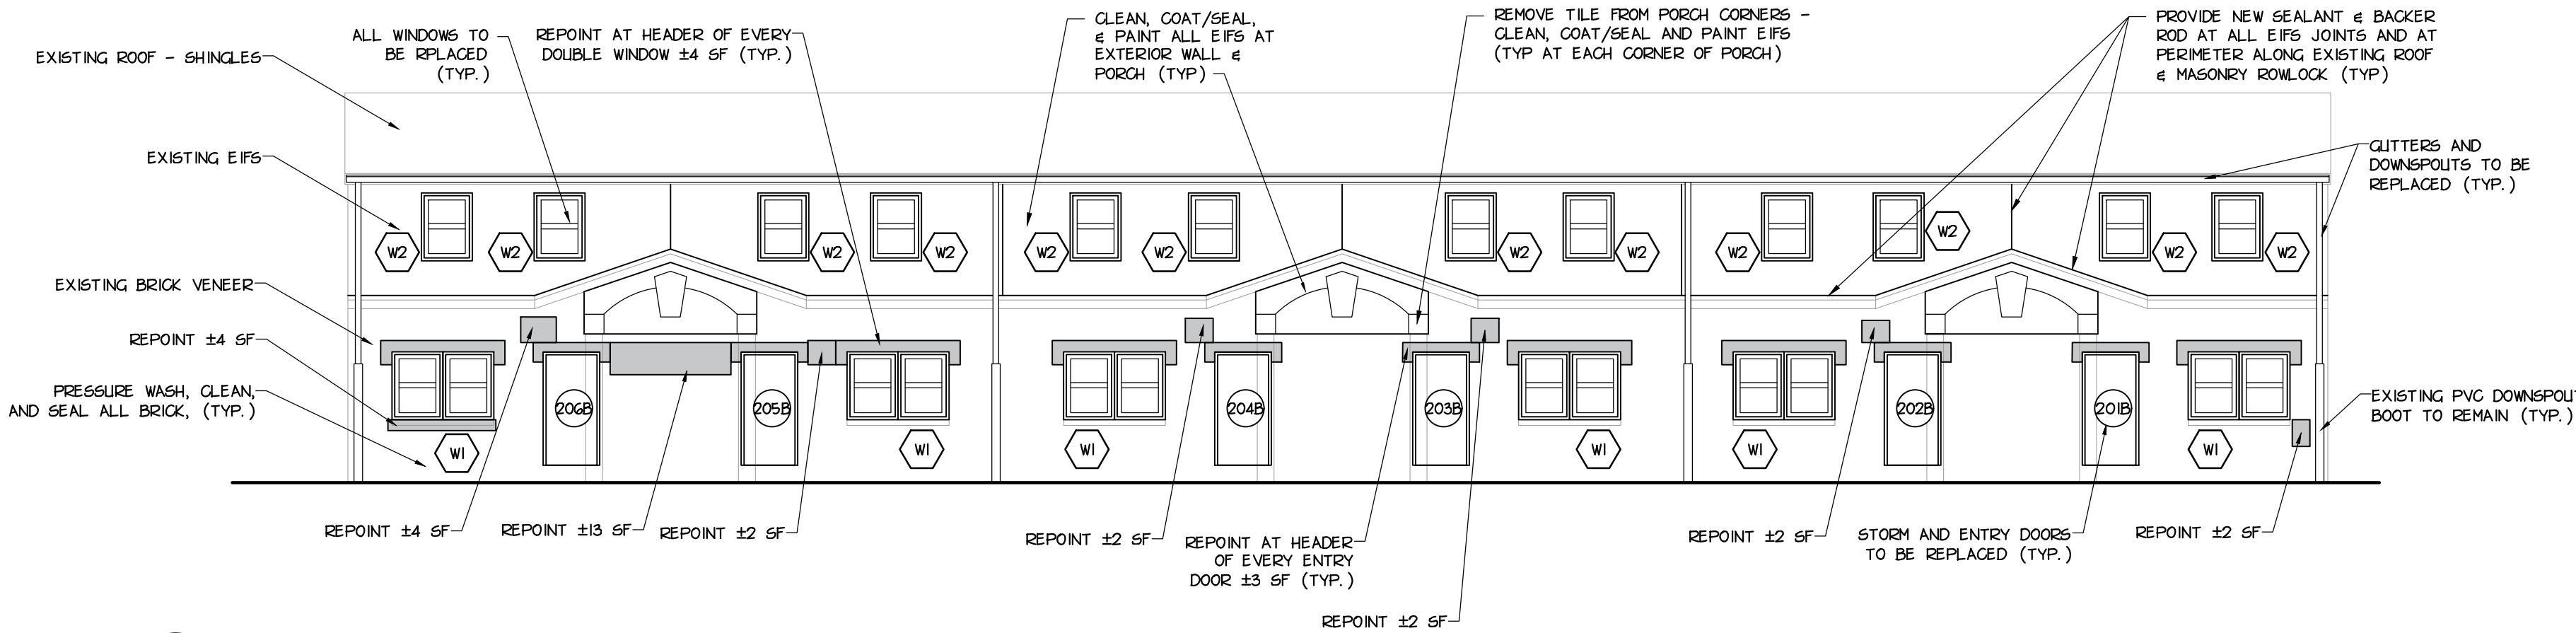 EXISTING ROOF - SHINGLES
ALL WINDOWS TO
BE RPLACED
(TYP.)
REPOINT AT HEADER OF EVERY
DOUBLE WINDOW ±4 SF (TYP.)
CLEAN, COAT/SEAL,
& PAINT ALL EIFS AT
EXTERIOR WALL &
PORCH (TYP)
REMOVE TILE FROM PORCH CORNERS -
CLEAN, COAT/SEAL AND PAINT EIFS
(TYP AT EACH CORNER OF PORCH)
PROVIDE NEW SEALANT & BACKER
ROD AT ALL EIFS JOINTS AND AT
PERIMETER ALONG EXISTING ROOF
& MASONRY ROWLOCK (TYP)
EXISTING EIFS
GUTTERS AND
DOWNSPOUTS TO BE
REPLACED (TYP.)
W2 W2 W2 W2 W2 W2 W2 W2 W2 W2 W2 W2
EXISTING BRICK VENEER
REPOINT ±4 SF
PRESSURE WASH, CLEAN,
AND SEAL ALL BRICK, (TYP.)
206B 205B 204B 203B 202B 201B
EXISTING PVC DOWNSPOUT
BOOT TO REMAIN (TYP.)
W1 W1 W1 W1 W1 W1
REPOINT ±4 SF
REPOINT ±13 SF
REPOINT ±2 SF
REPOINT ±2 SF
REPOINT AT HEADER
OF EVERY ENTRY
DOOR ±3 SF (TYP.)
REPOINT ±2 SF
REPOINT ±2 SF
STORM AND ENTRY DOORS
TO BE REPLACED (TYP.)
REPOINT ±2 SF